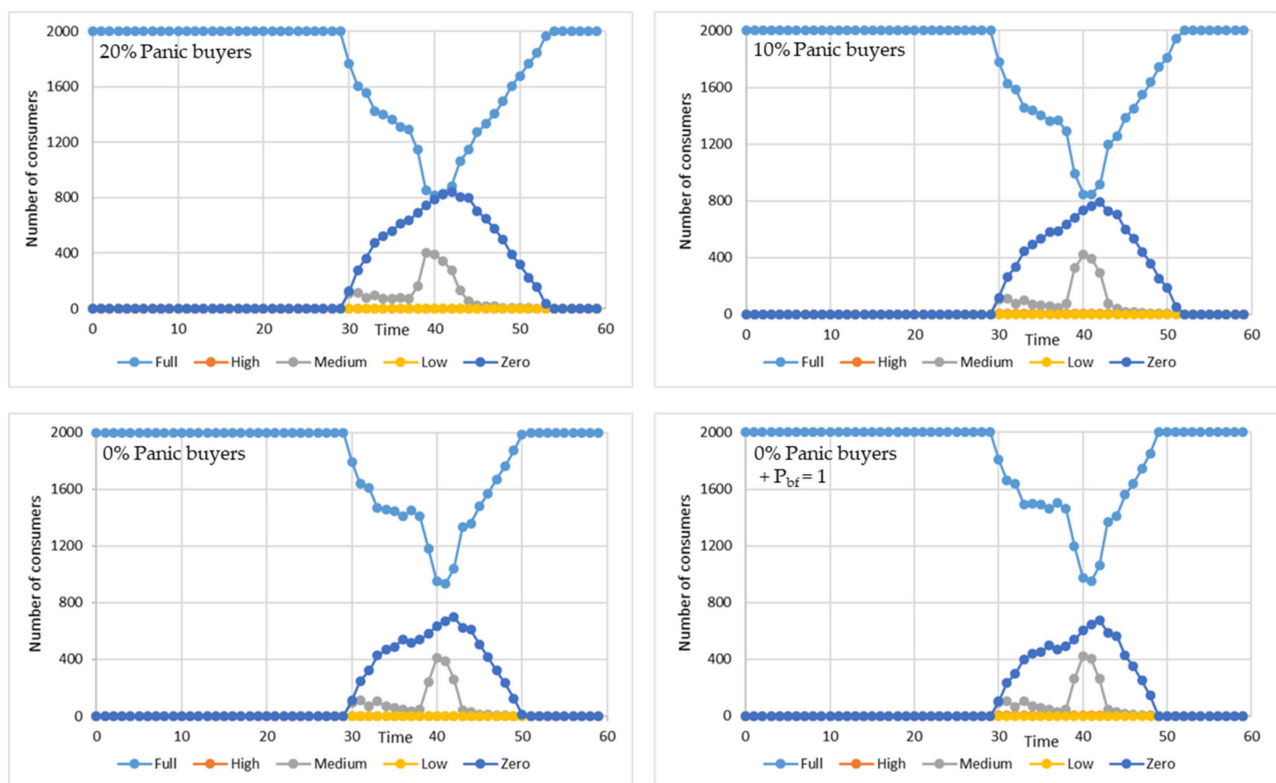 2000
1600
1200
800
400
0
Number of consumers
20% Panic buyers
0 10 20 30 40 50 60
Time
Full High Medium Low Zero
2000
1600
1200
800
400
0
Number of consumers
10% Panic buyers
0 10 20 30 40 50 60
Time
Full High Medium Low Zero
2000
1600
1200
800
400
0
Number of consumers
0% Panic buyers
0 10 20 30 40 50 60
Time
Full High Medium Low Zero
2000
1600
1200
800
400
0
Number of consumers
0% Panic buyers
+ Pbf = 1
0 10 20 30 40 50 60
Time
Full High Medium Low Zero